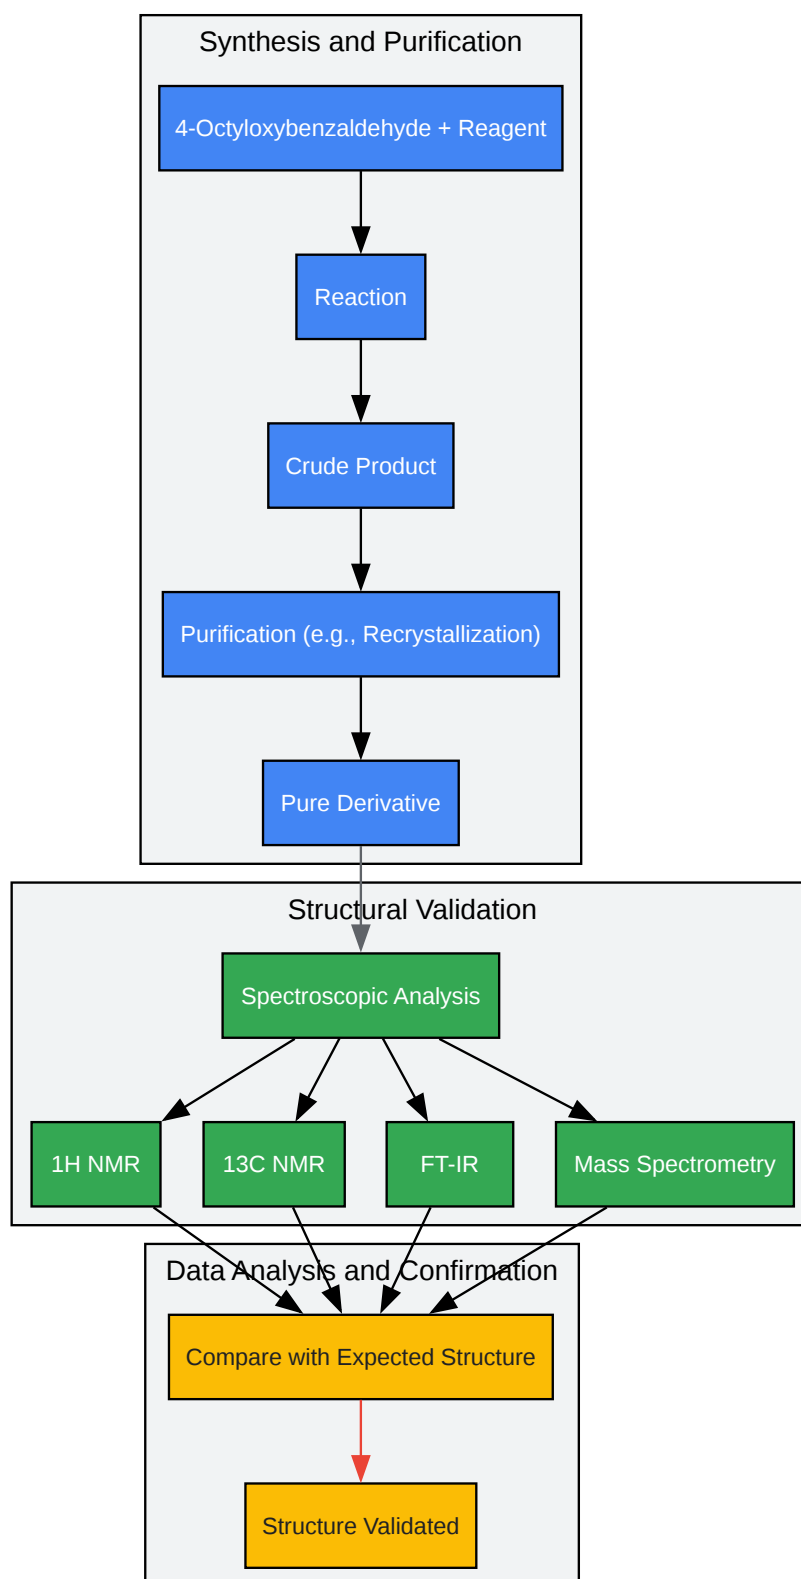 Synthesis and Purification
4-Octyloxybenzaldehyde + Reagent
Reaction
Crude Product
Purification (e.g., Recrystallization)
Pure Derivative
Structural Validation
Spectroscopic Analysis
1H NMR
13C NMR
FT-IR
Mass Spectrometry
Data Analysis and Confirmation
Compare with Expected Structure
Structure Validated